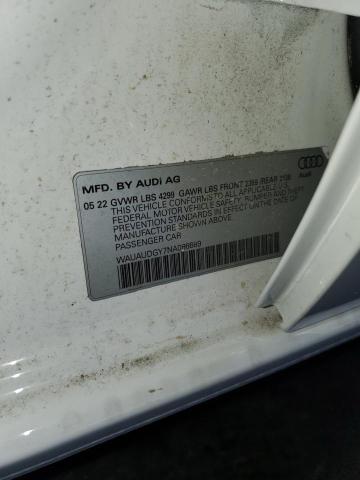 MFD. BY AUDI AG
05 22 GVWR LBS 4299 GAWR LBS FRONT 2359 /REAR
THIS VEHICLE CONFORMS TO ALL APPLICABLE U.S.
FEDERAL MOTOR VEHICLE SAFETY, BUMPER AND THEFT
PREVENTION STANDARDS IN EFFECT ON THE DATE OF
MANUFACTURE SHOWN ABOVE.
PASSENGER CAR
Audi